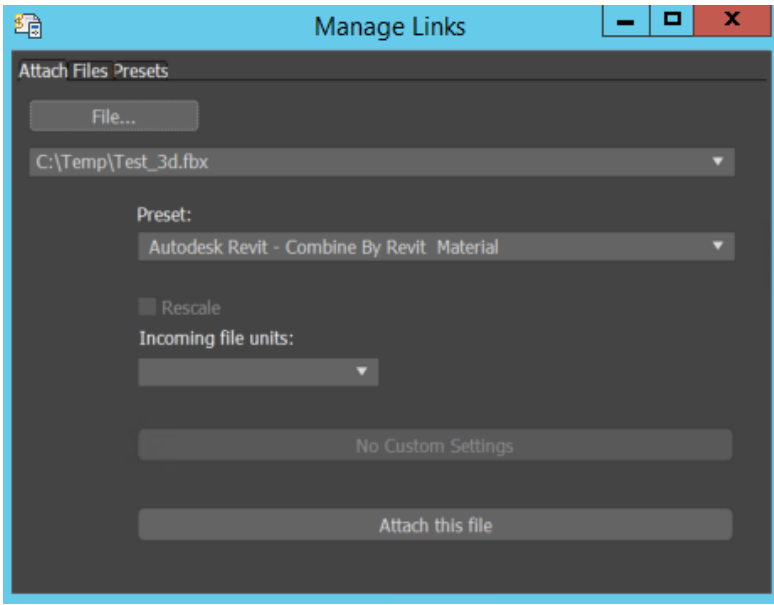 Manage Links
Attach Files Presets
File...
C:\Temp\Test_3d.fbx
Preset:
Autodesk Revit - Combine By Revit Material
Rescale
Incoming file units:
No Custom Settings
Attach this file